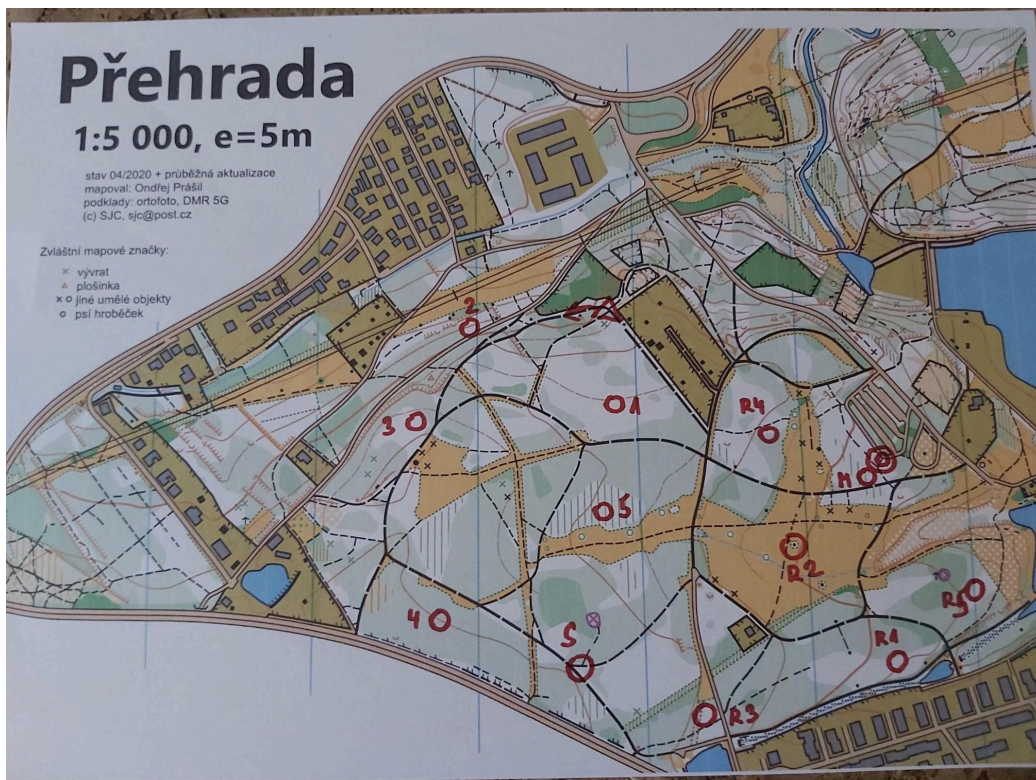 Přehrada
1:5 000, e=5m
stav 04/2020 + průběžná aktualizace
mapoval: Ondřej Prášil
podklady: ortofoto, DMR 5G
(c) SJC, sjc@post.cz
Zvláštní mapové značky:
vývrat
plošinka
jiné umělé objekty
psí hrobeček
2
1
3
R4
M
5
R2
R5
4
S
R1
R3